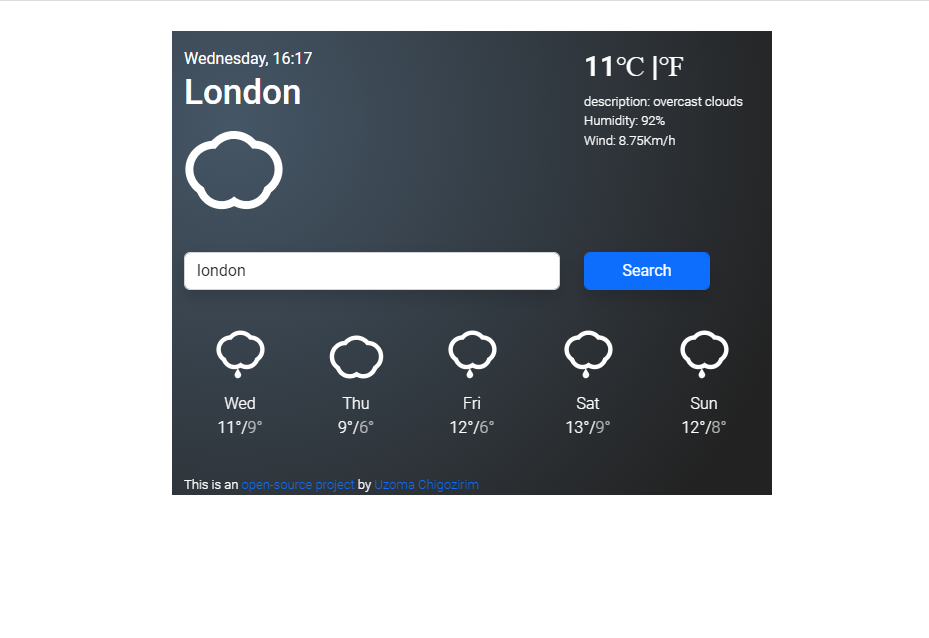 Wednesday, 16:17
London
11°C |°F
description: overcast clouds
Humidity: 92%
Wind: 8.75Km/h
london
Search
Wed Thu Fri Sat Sun
11°/9° 9°/6° 12°/6° 13°/9° 12°/8°
This is an open-source project by Uzoma Chigozirim